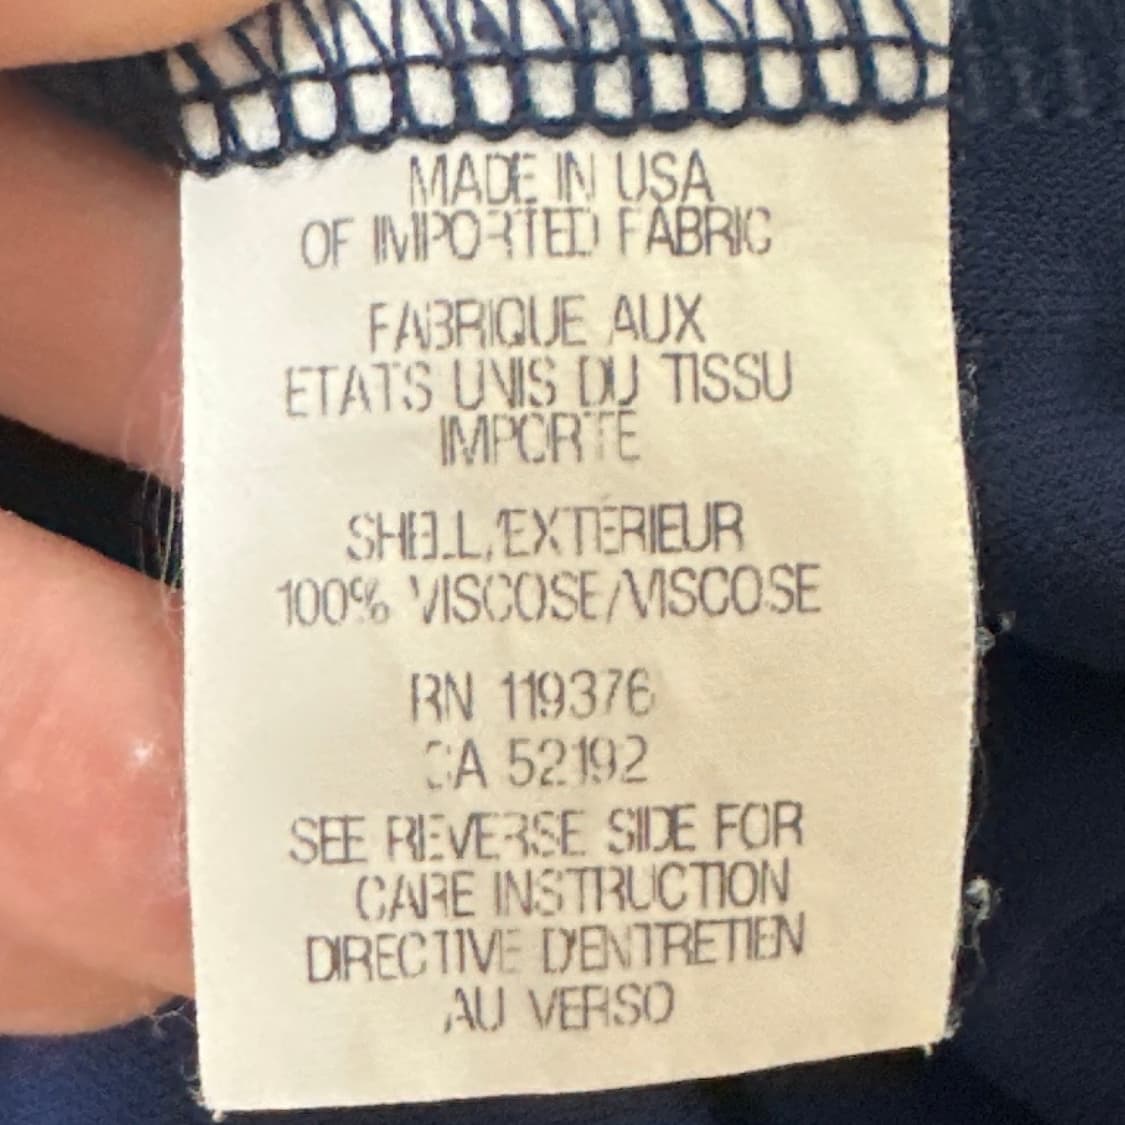 MADE IN USA
OF IMPORTED FABRIC
FABRIQUE AUX
ETATS UNIS DU TISSU
IMPORTE
SHELL/EXTERIEUR
100% VISCOSE/VISCOSE
RN 119376
CA 52192
SEE REVERSE SIDE FOR
CARE INSTRUCTION
DIRECTIVE D'ENTRETIEN
AU VERSO